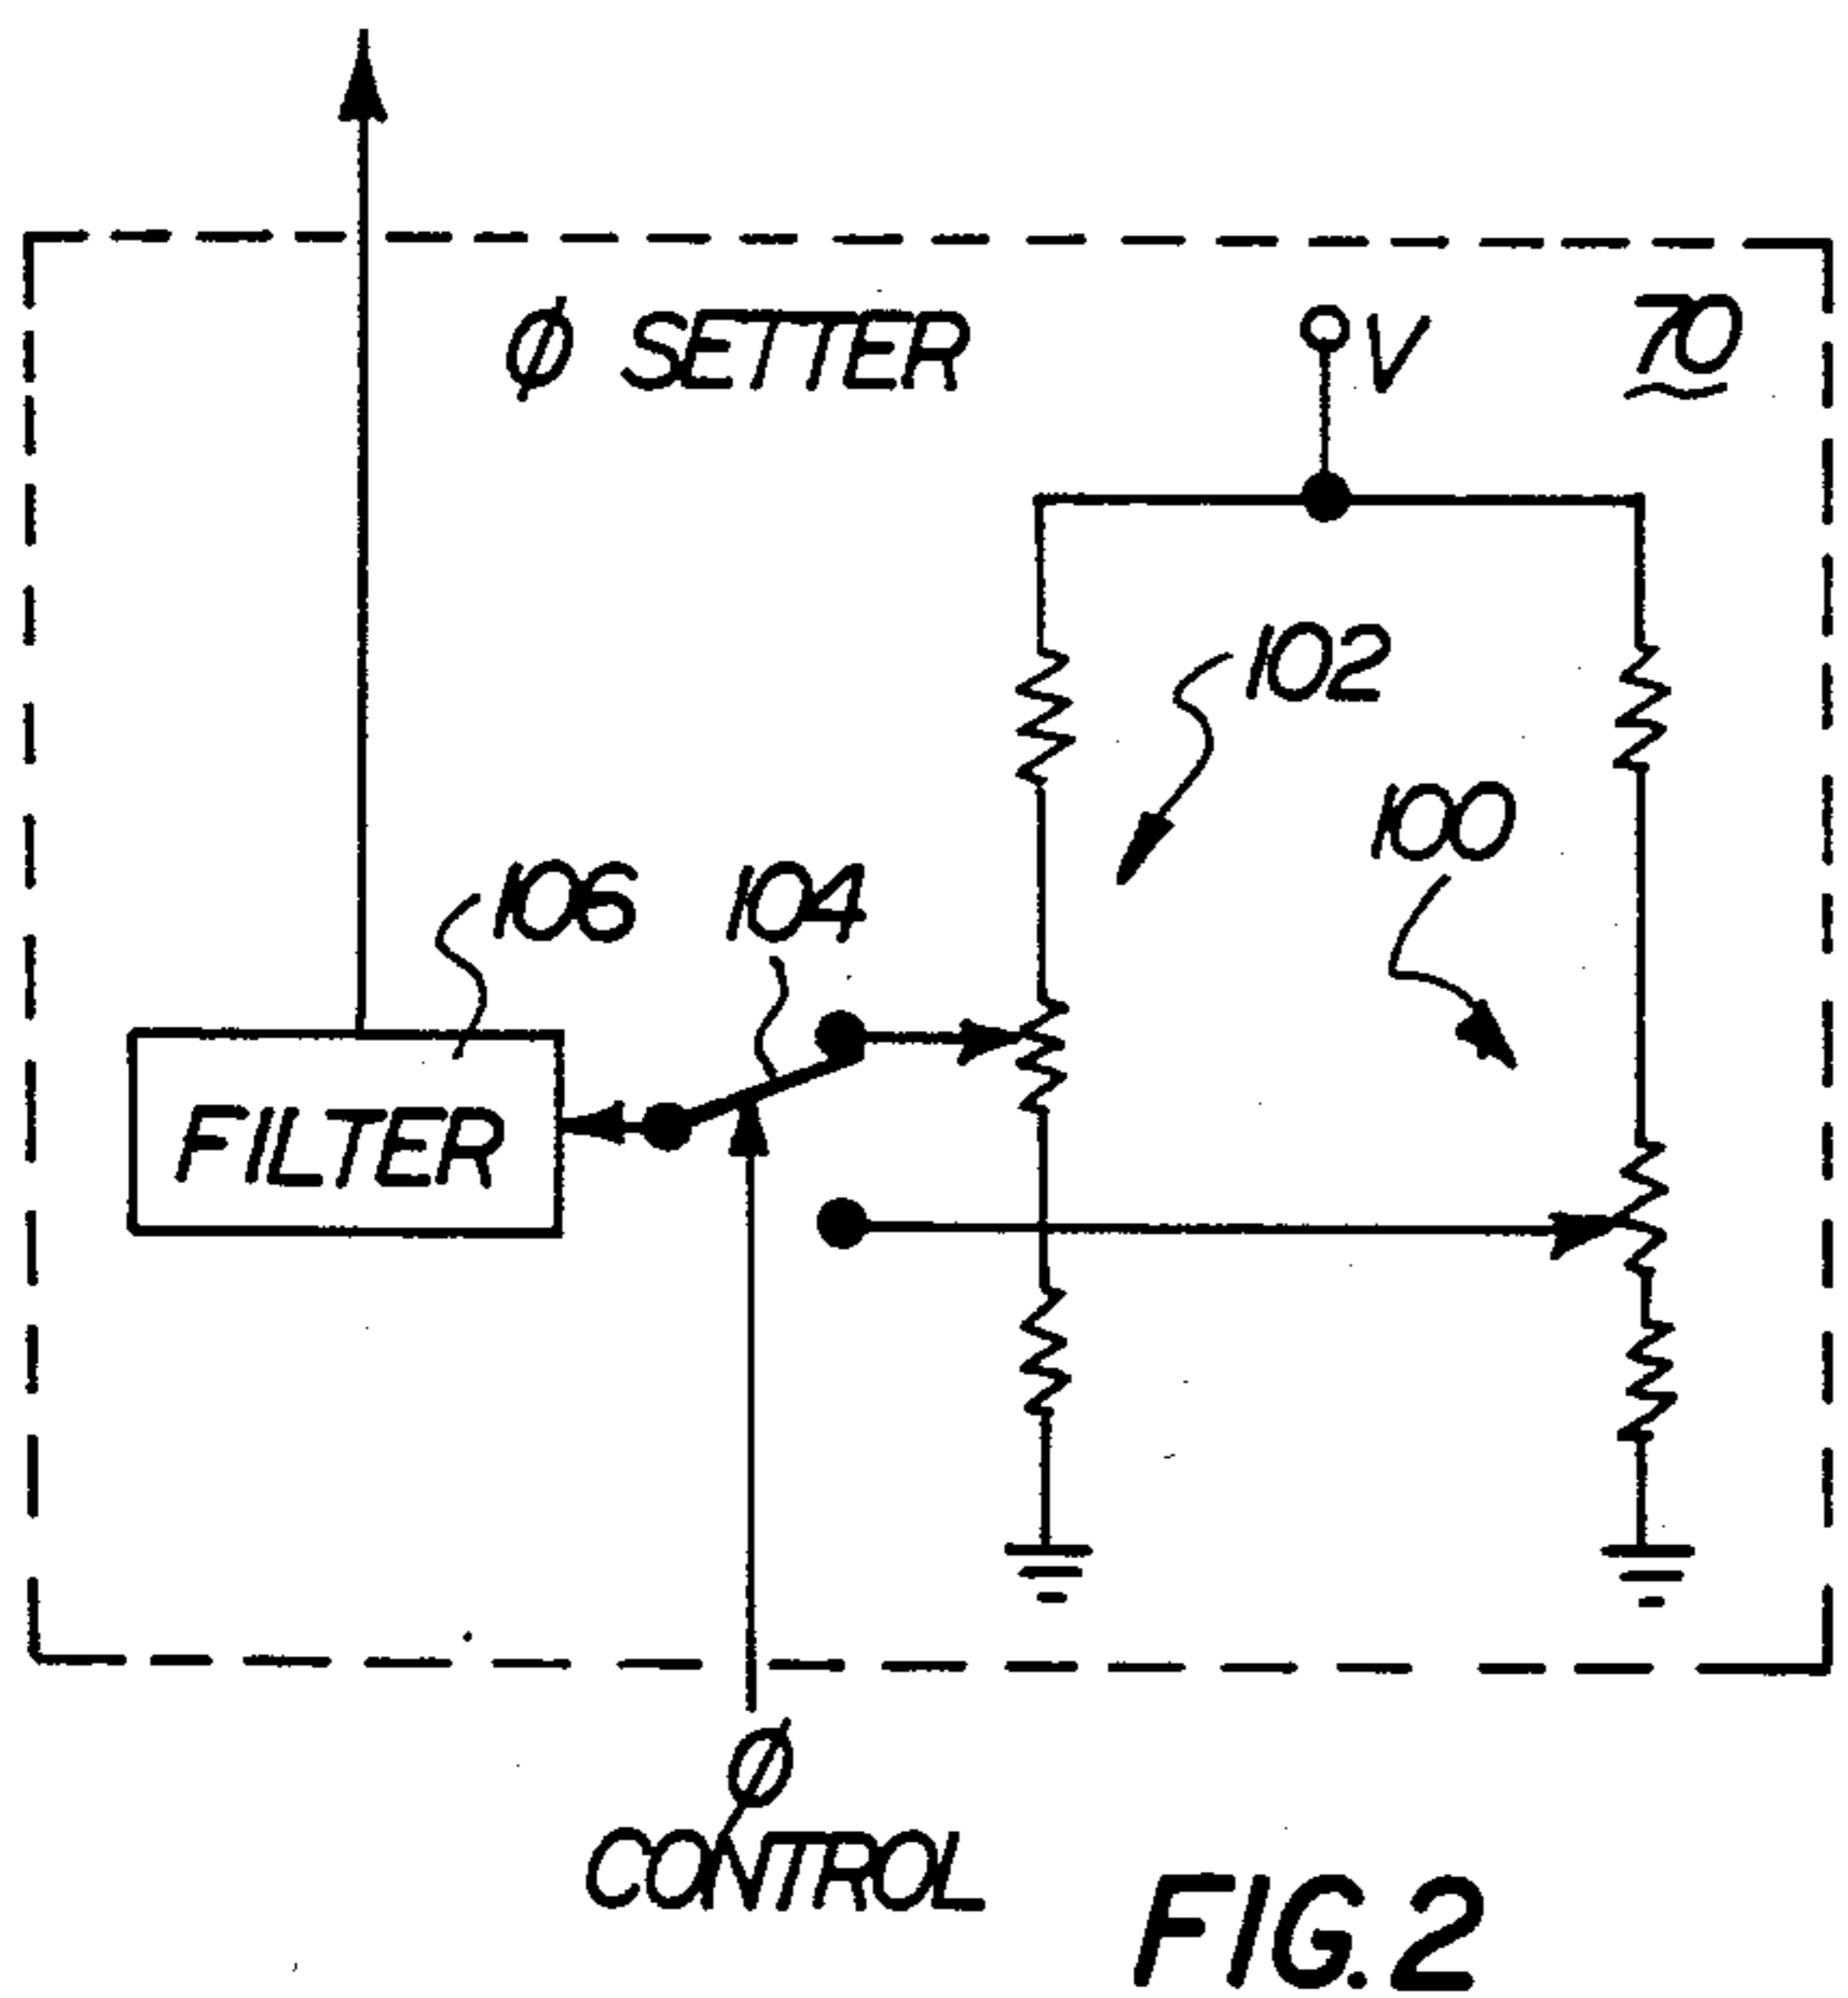 Ø SETTER
V
70
102
100
106
104
FILTER
Ø
CONTROL
FIG. 2